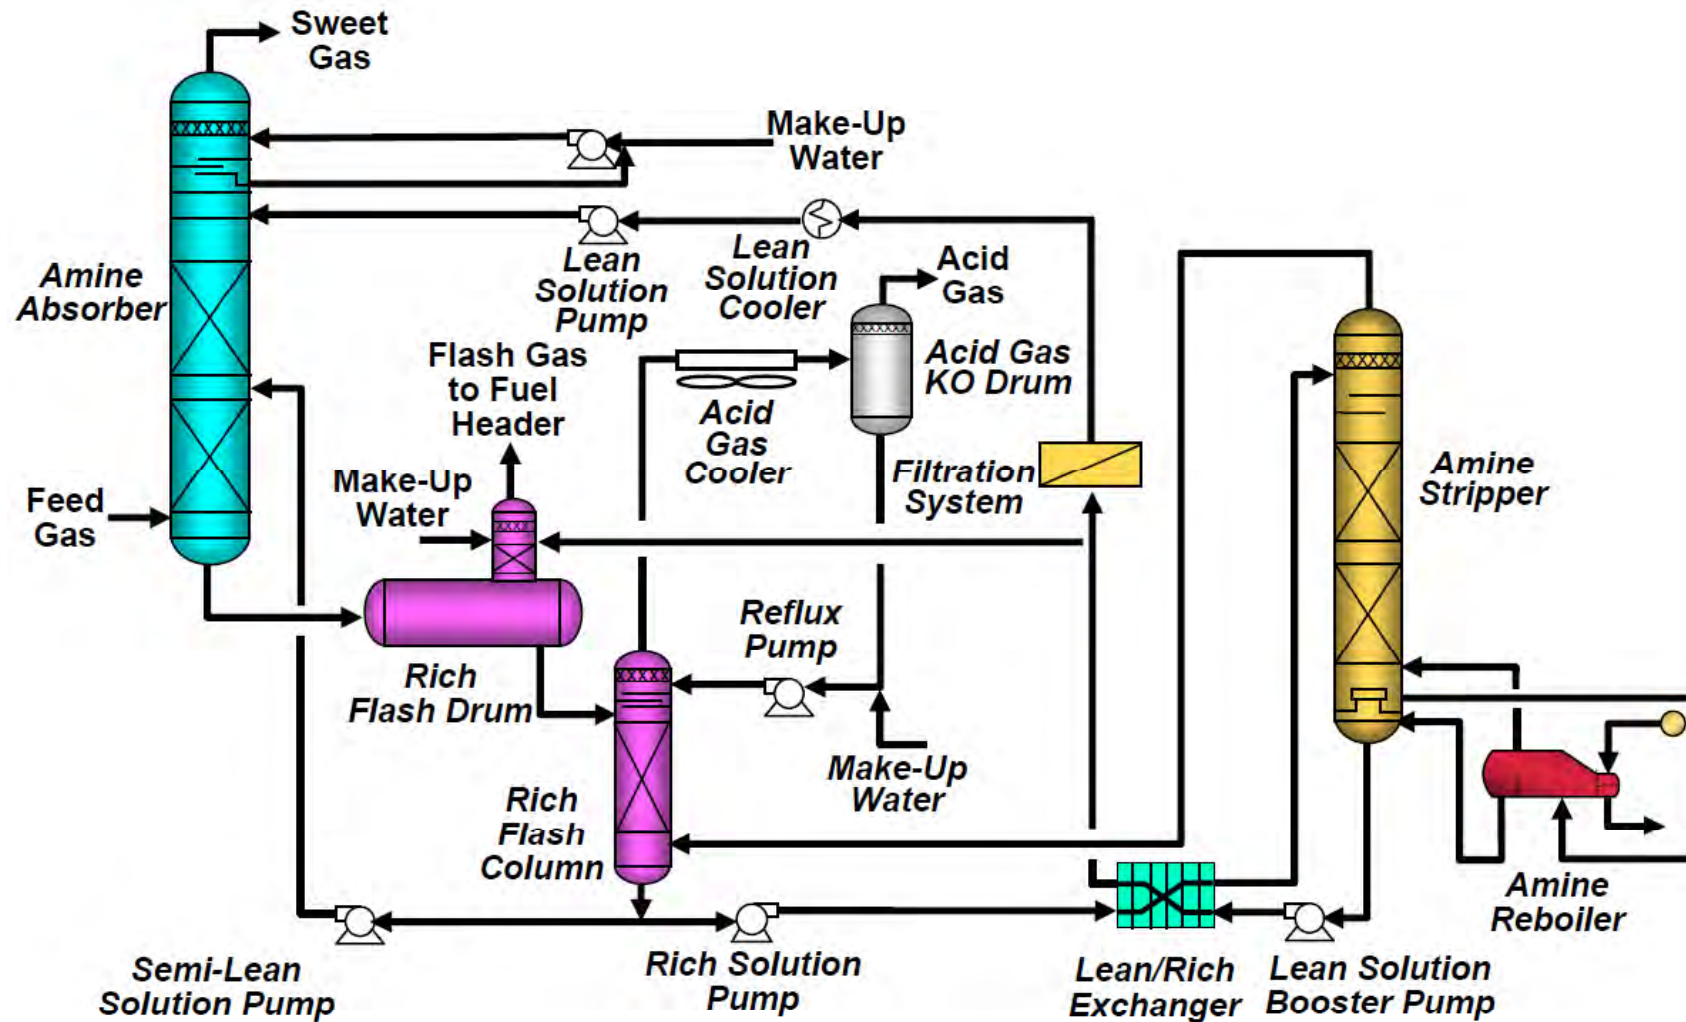 Sweet
Gas
Make-Up
Water
Amine
Absorber
Lean
Solution
Pump
Lean
Solution
Cooler
Acid
Gas
Flash Gas
to Fuel
Header
Acid Gas
KO Drum
Acid
Gas
Cooler
Make-Up
Water
Filtration
System
Amine
Stripper
Feed
Gas
Reflux
Pump
Rich
Flash Drum
Make-Up
Water
Rich
Flash
Column
Amine
Reboiler
Semi-Lean
Solution Pump
Rich Solution
Pump
Lean/Rich
Exchanger
Lean Solution
Booster Pump